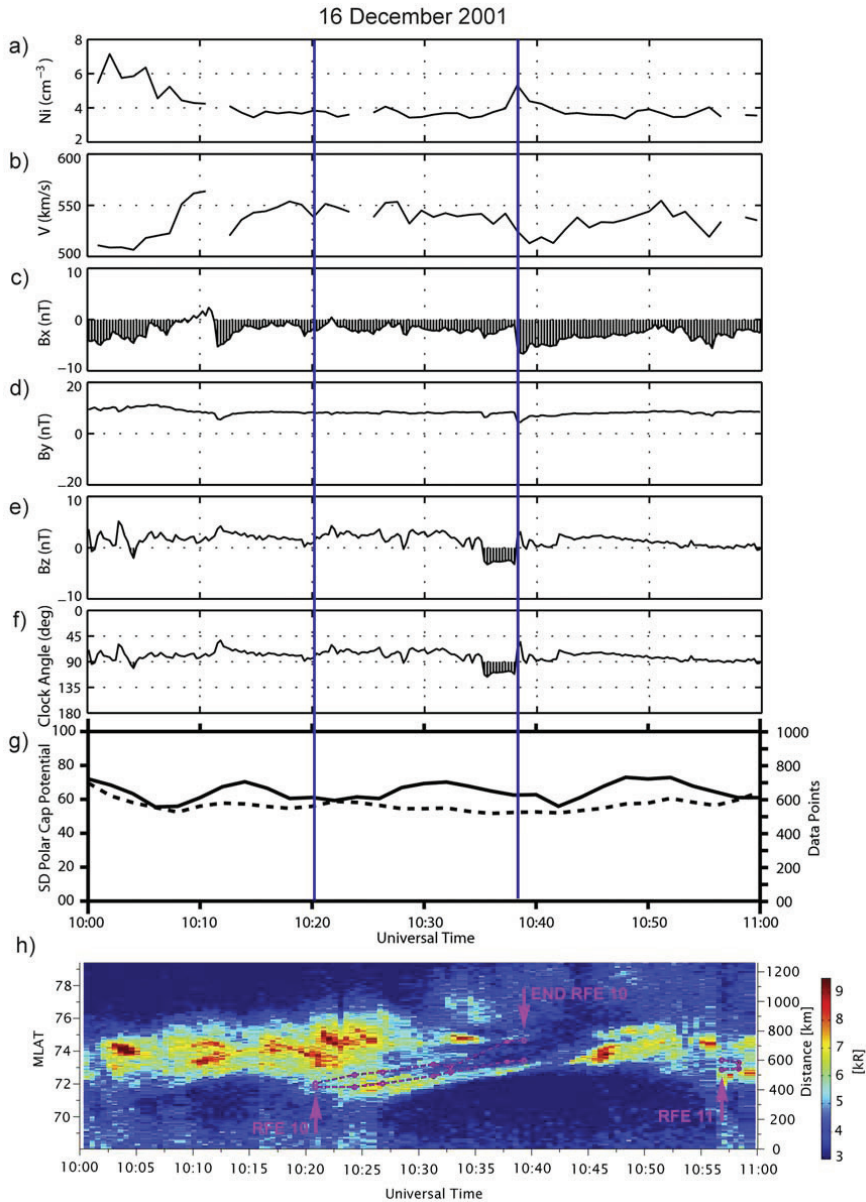 16 December 2001
a)
Ni (cm⁻³)
8
6
4
2
b)
V (km/s)
600
550
500
c)
Bx (nT)
10
0
−10
d)
By (nT)
20
0
−20
e)
Bz (nT)
10
0
−10
f)
Clock Angle (deg)
0
45
90
135
180
g)
SD Polar Cap Potential
100
80
60
40
20
00
1000
900
800
700
600
500
400
300
200
100
00
Data Points
10:00 10:10 10:20 10:30 10:40 10:50 11:00
Universal Time
h)
MLAT
78
76
74
72
70
END RFE 10
RFE 10
RFE 11
1200
1000
800
600
400
200
0
Distance [km]
9
8
7
6
5
4
3
[kR]
10:00 10:05 10:10 10:15 10:20 10:25 10:30 10:35 10:40 10:45 10:50 10:55 11:00
Universal Time